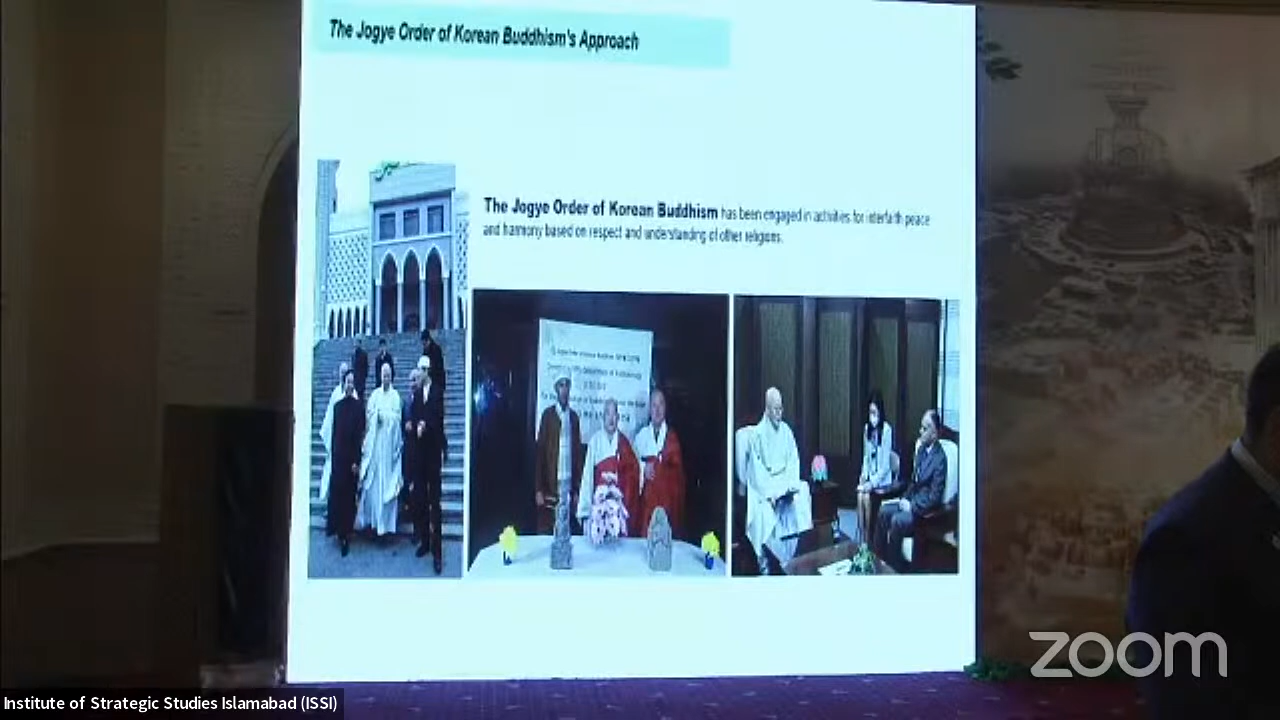 The Jogye Order of Korean Buddhism's Approach
The Jogye Order of Korean Buddhism has been engaged in activities for interfaith peace
and harmony based on respect and understanding of other religions.
zoom
Institute of Strategic Studies Islamabad (ISSI)